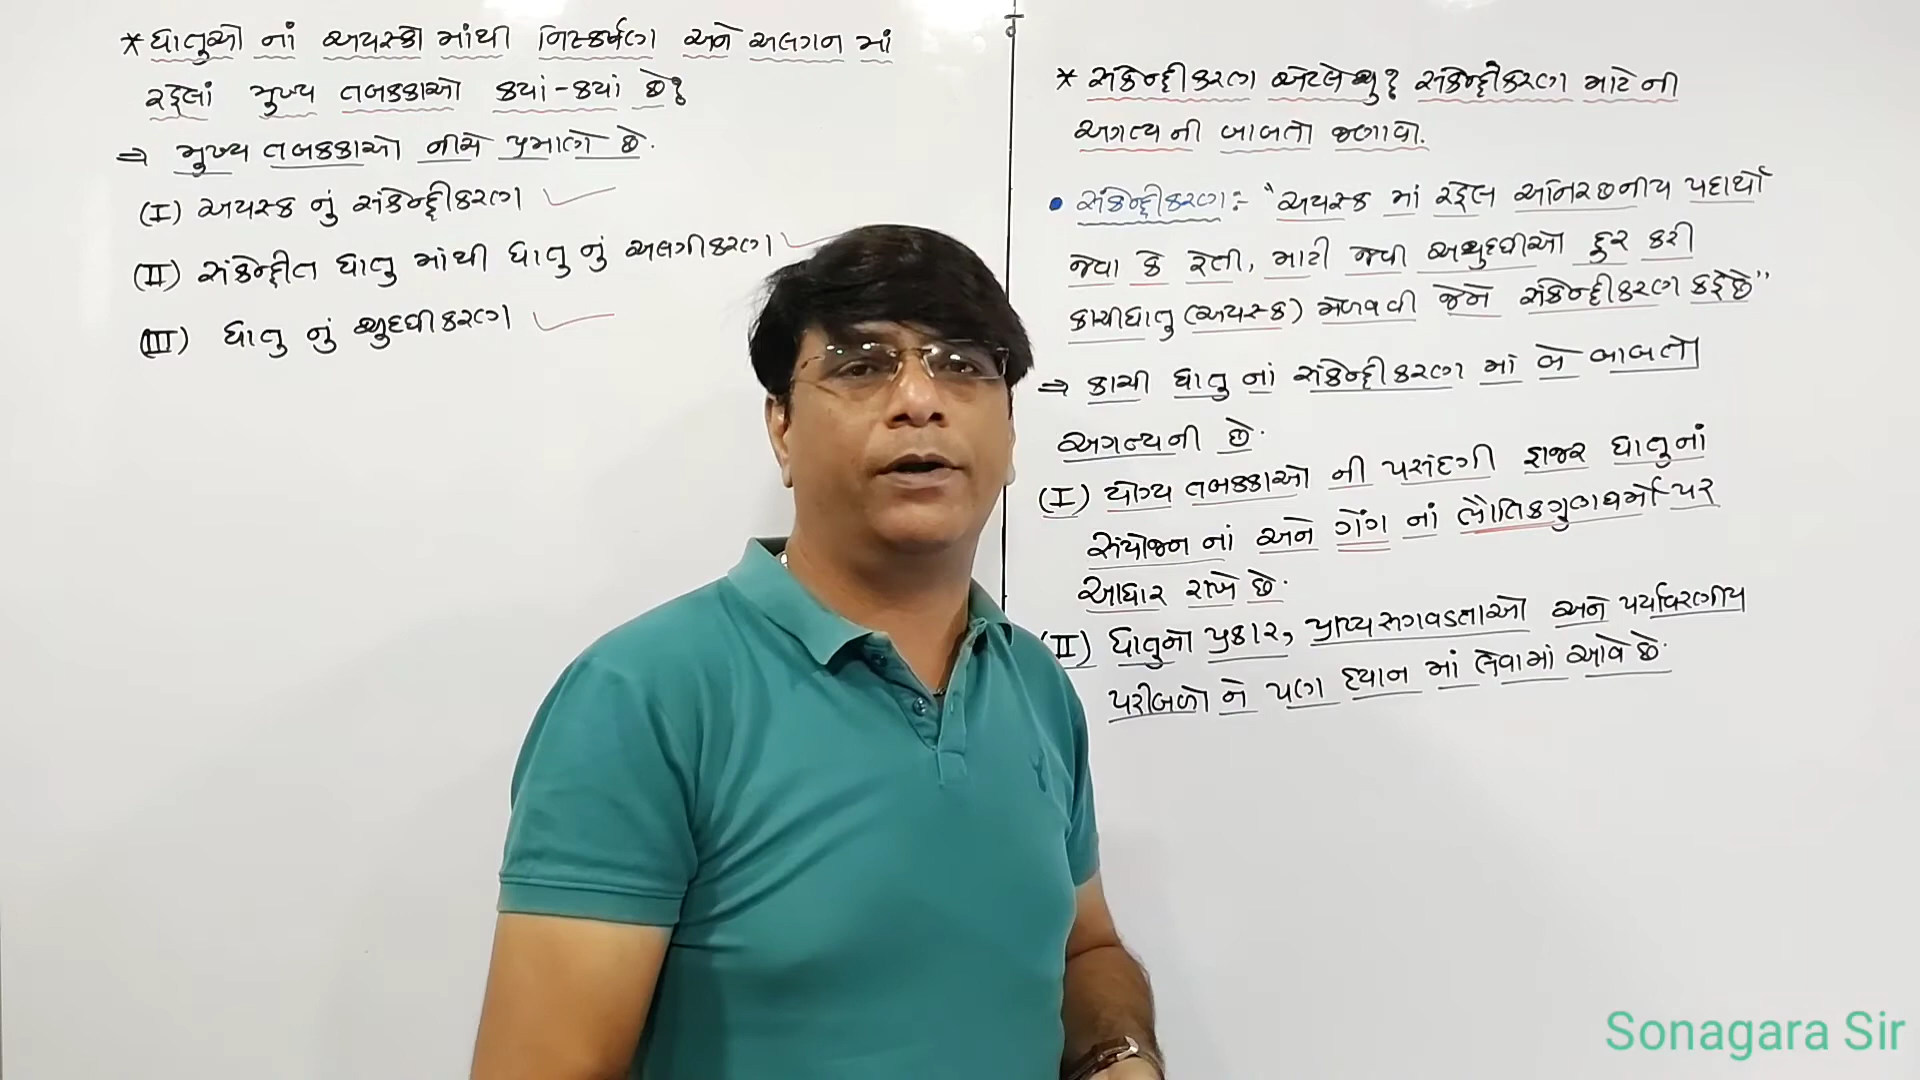 * ધાતુઓ નાં અયસ્કો માંથી નિષ્કર્ષણ અને અલગન માં
રહેલાં મુખ્ય તબક્કાઓ કયાં-કયાં છે?
⇒ મુખ્ય તબક્કાઓ નીચે પ્રમાણે છે.
(I) અયસ્ક નું સંકેન્દ્રીકરણ
(II) સંકેન્દ્રીત ધાતુ માંથી ધાતુ નું અલગીકરણ
(III) ધાતુ નું શુદ્ધીકરણ
* સંકેન્દ્રીકરણ એટલે શુ? સંકેન્દ્રીકરણ માટે ની
અગત્ય ની બાબતો જણાવો.
• સંકેન્દ્રીકરણ:- "અયસ્ક માં રહેલ અનિચ્છનીય પદાર્થો
જેવા કે રેતી, માટી જેવી અશુદ્ધીઓ દુર કરી
કાચીધાતુ (અયસ્ક) મેળવવી જેને સંકેન્દ્રીકરણ કહે છે"
⇒ કાચી ધાતુ નાં સંકેન્દ્રીકરણ માં બે બાબતો
અગત્ય ની છે.
(I) યોગ્ય તબક્કાઓ ની પસંદગી હાજર ધાતુનાં
સંયોજન નાં અને ગેંગ નાં ભૌતિકગુણધર્મો પર
આધાર રાખે છે.
(II) ધાતુનો પ્રકાર, પ્રાપ્ય સગવડતાઓ અને પર્યાવરણીય
પરીબળો ને પણ ધ્યાન માં લેવામાં આવે છે.
Sonagara Sir